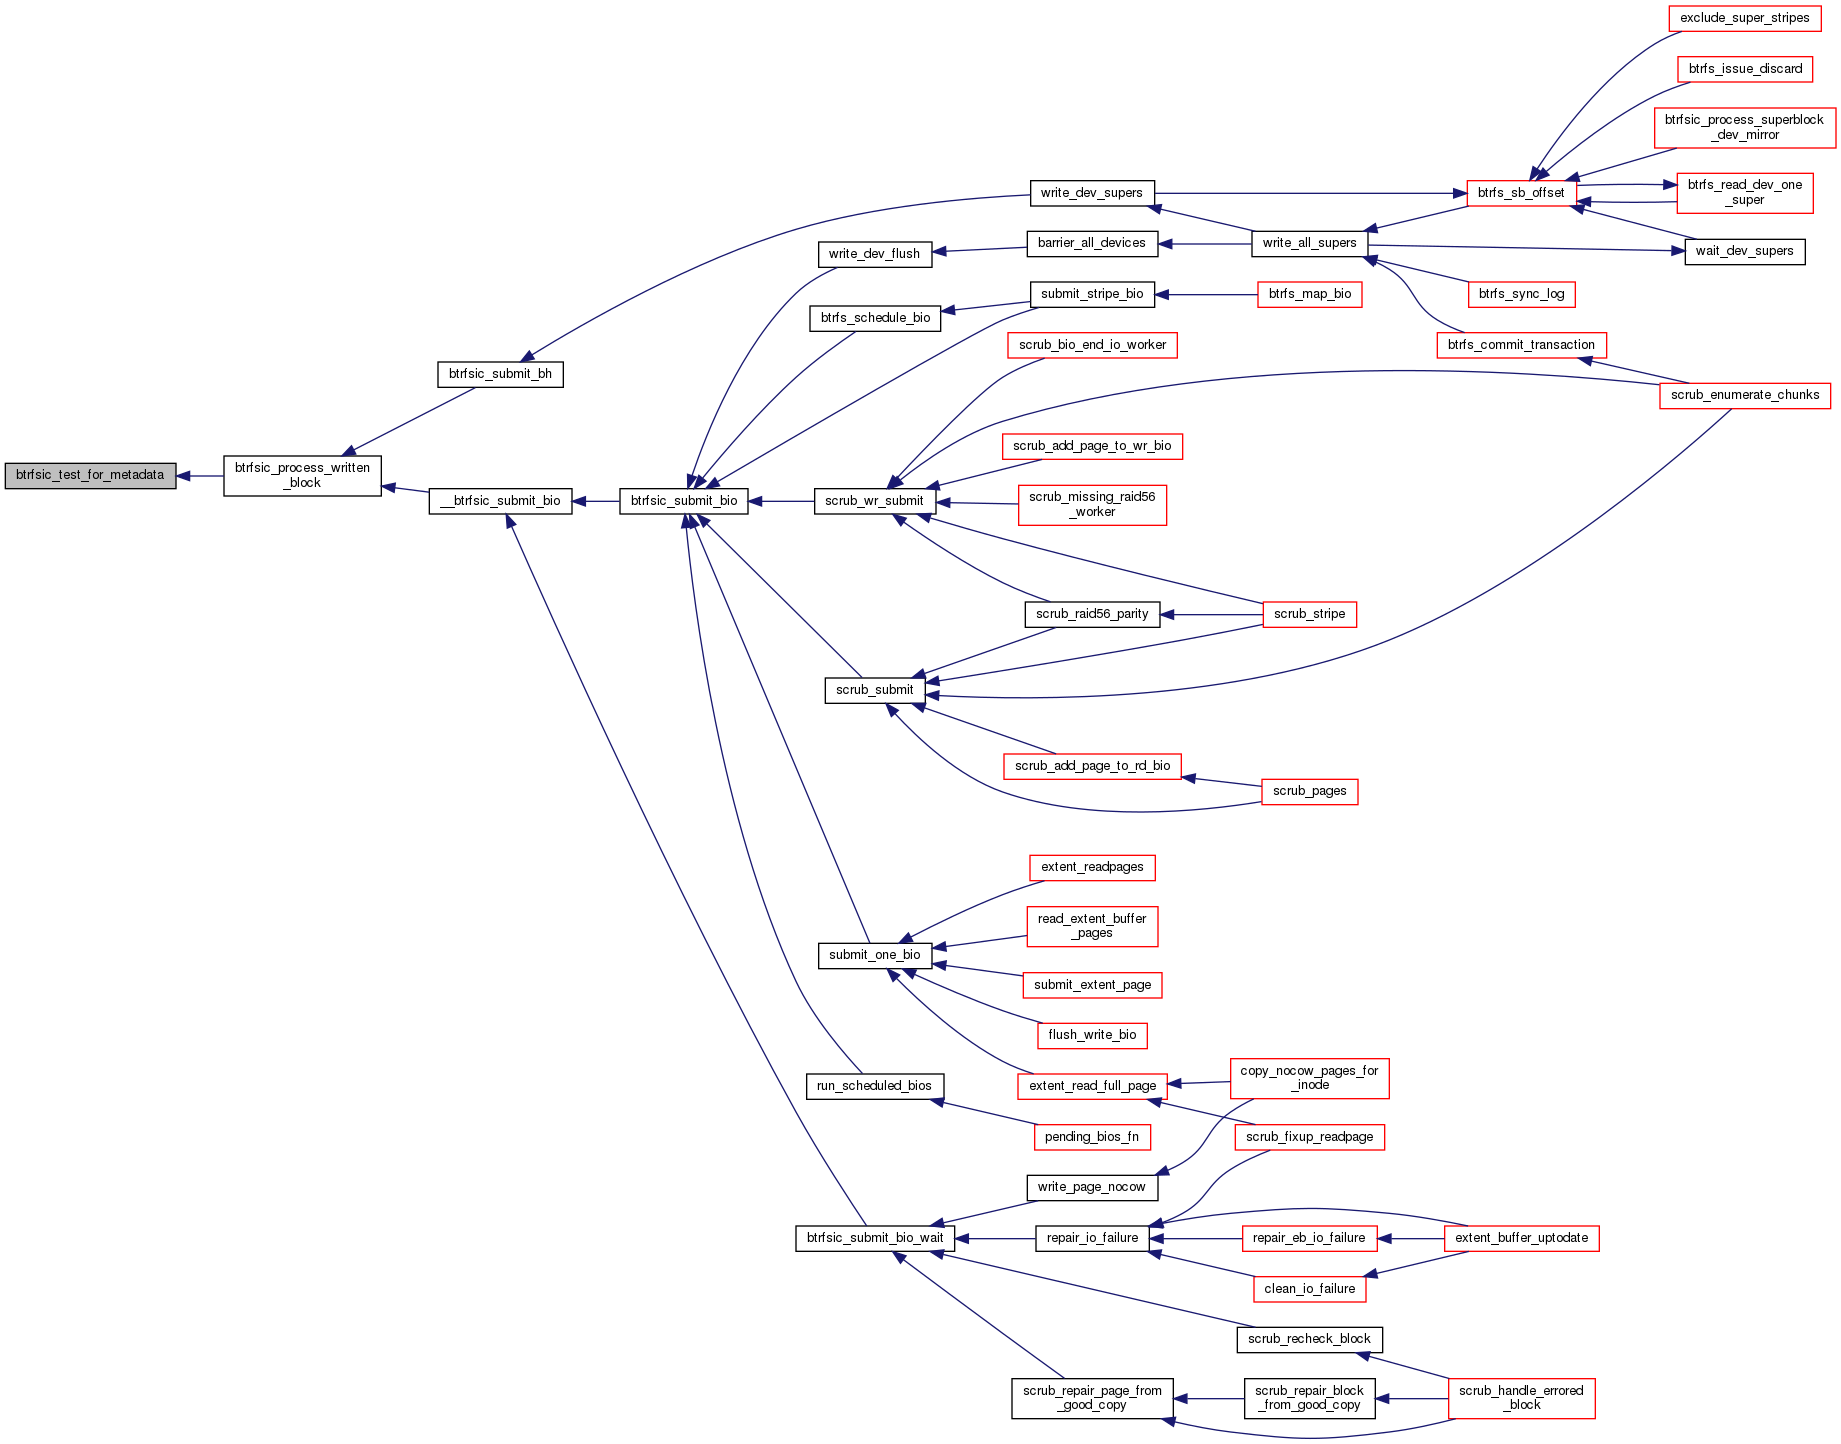 exclude_super_stripes
btrfs_issue_discard
btrfsic_process_superblock
_dev_mirror
write_dev_supers
btrfs_sb_offset
btrfs_read_dev_one
_super
write_dev_flush
barrier_all_devices
write_all_supers
wait_dev_supers
btrfs_schedule_bio
submit_stripe_bio
btrfs_map_bio
btrfs_sync_log
scrub_bio_end_io_worker
btrfs_commit_transaction
btrfsic_submit_bh
scrub_enumerate_chunks
scrub_add_page_to_wr_bio
btrfsic_test_for_metadata
btrfsic_process_written
_block
__btrfsic_submit_bio
btrfsic_submit_bio
scrub_wr_submit
scrub_missing_raid56
_worker
scrub_raid56_parity
scrub_stripe
scrub_submit
scrub_add_page_to_rd_bio
scrub_pages
extent_readpages
read_extent_buffer
_pages
submit_one_bio
submit_extent_page
flush_write_bio
run_scheduled_bios
extent_read_full_page
copy_nocow_pages_for
_inode
pending_bios_fn
scrub_fixup_readpage
write_page_nocow
btrfsic_submit_bio_wait
repair_io_failure
repair_eb_io_failure
extent_buffer_uptodate
clean_io_failure
scrub_recheck_block
scrub_repair_page_from
_good_copy
scrub_repair_block
_from_good_copy
scrub_handle_errored
_block